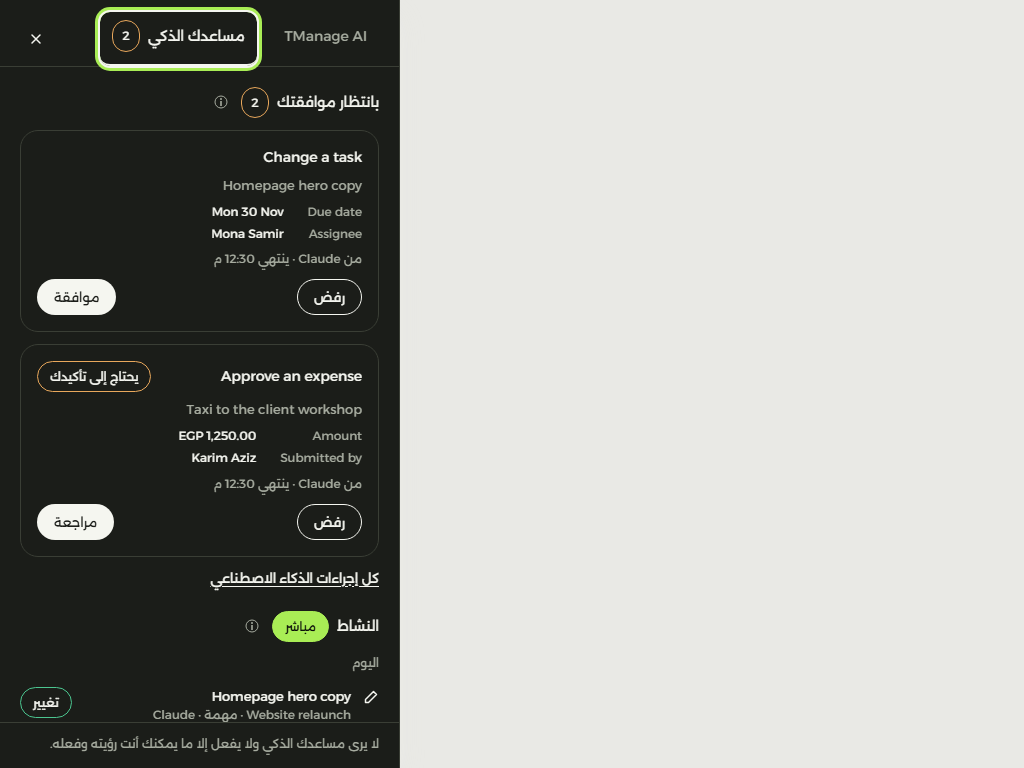 TManage AI
مساعدك الذكي 2
بانتظار موافقتك 2
Change a task
Homepage hero copy
Due date Mon 30 Nov
Assignee Mona Samir
من Claude · ينتهي 12:30 م
رفض موافقة
Approve an expense يحتاج إلى تأكيدك
Taxi to the client workshop
Amount EGP 1,250.00
Submitted by Karim Aziz
من Claude · ينتهي 12:30 م
رفض مراجعة
كل إجراءات الذكاء الاصطناعي
النشاط مباشر
اليوم
Homepage hero copy تغيير
Claude · مهمة · Website relaunch
لا يرى مساعدك الذكي ولا يفعل إلا ما يمكنك أنت رؤيته وفعله.